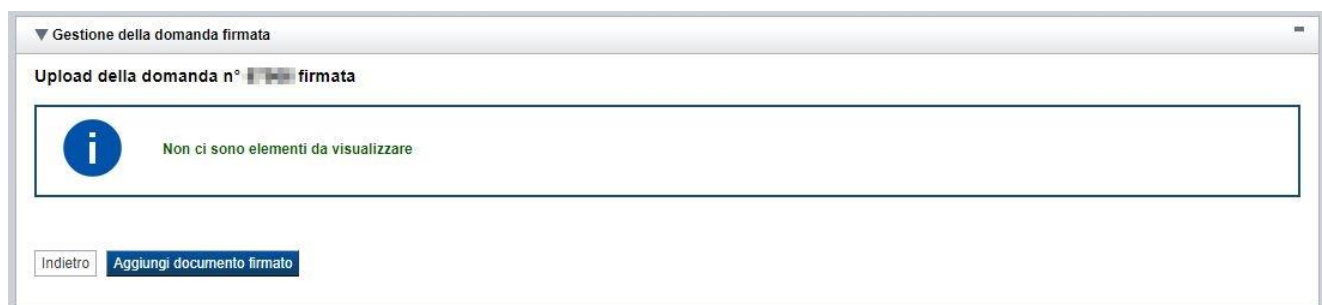 Gestione della domanda firmata
Upload della domanda n° firmata
i
Non ci sono elementi da visualizzare
Indietro Aggiungi documento firmato